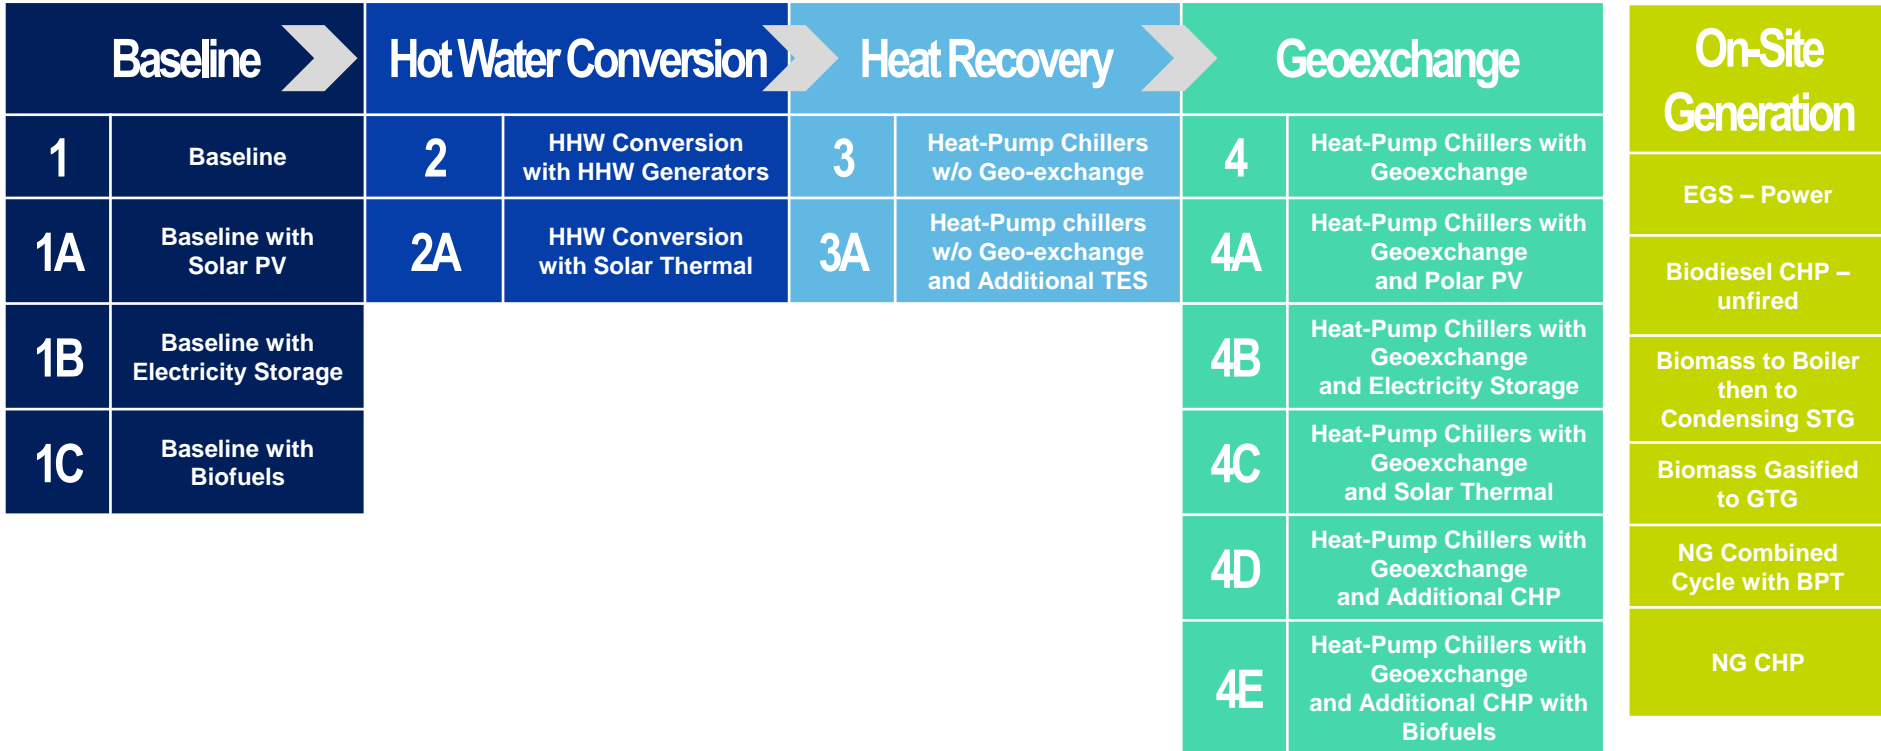 Baseline
Hot Water Conversion
Heat Recovery
Geoexchange
On-Site
Generation
1
Baseline
2
HHW Conversion
with HHW Generators
3
Heat-Pump Chillers
w/o Geo-exchange
4
Heat-Pump Chillers with
Geoexchange
EGS – Power
1A
Baseline with
Solar PV
2A
HHW Conversion
with Solar Thermal
3A
Heat-Pump chillers
w/o Geo-exchange
and Additional TES
4A
Heat-Pump Chillers with
Geoexchange
and Polar PV
Biodiesel CHP –
unfired
1B
Baseline with
Electricity Storage
4B
Heat-Pump Chillers with
Geoexchange
and Electricity Storage
Biomass to Boiler
then to
Condensing STG
1C
Baseline with
Biofuels
4C
Heat-Pump Chillers with
Geoexchange
and Solar Thermal
Biomass Gasified
to GTG
4D
Heat-Pump Chillers with
Geoexchange
and Additional CHP
NG Combined
Cycle with BPT
4E
Heat-Pump Chillers with
Geoexchange
and Additional CHP with
Biofuels
NG CHP